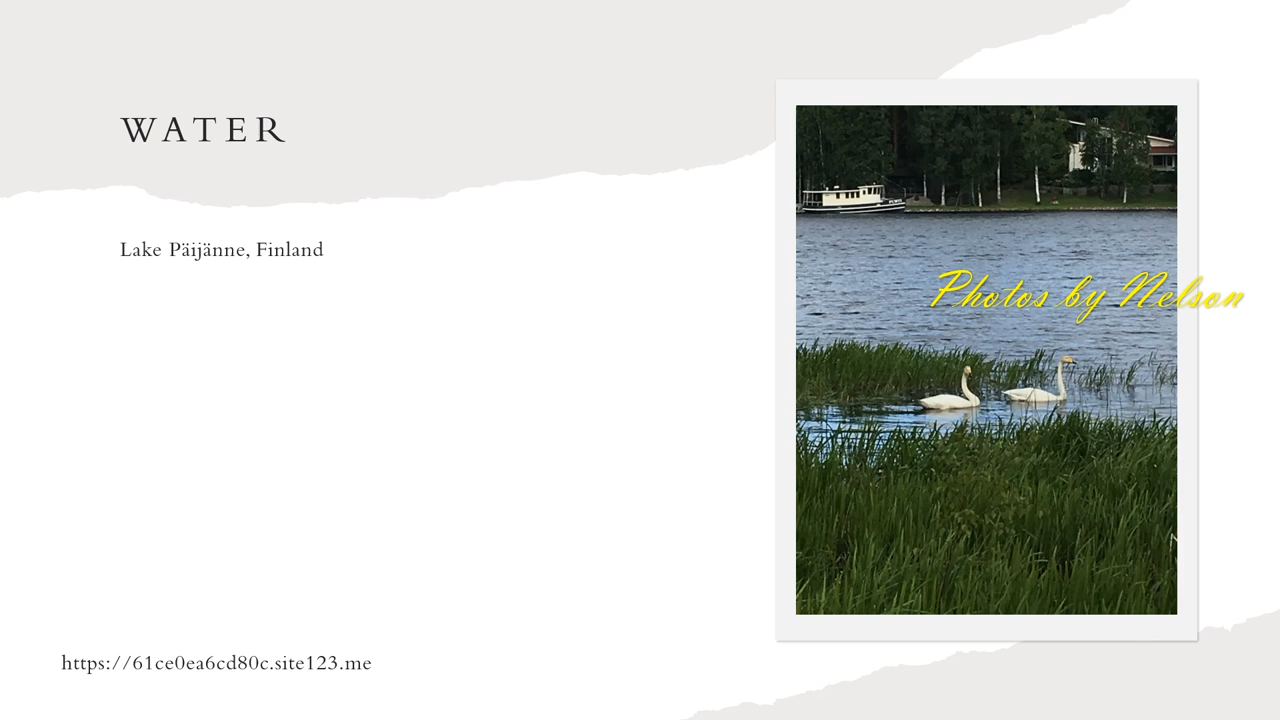 WATER
Lake Päijänne, Finland
Photos by Nelson
https://61ce0ea6cd80c.site123.me